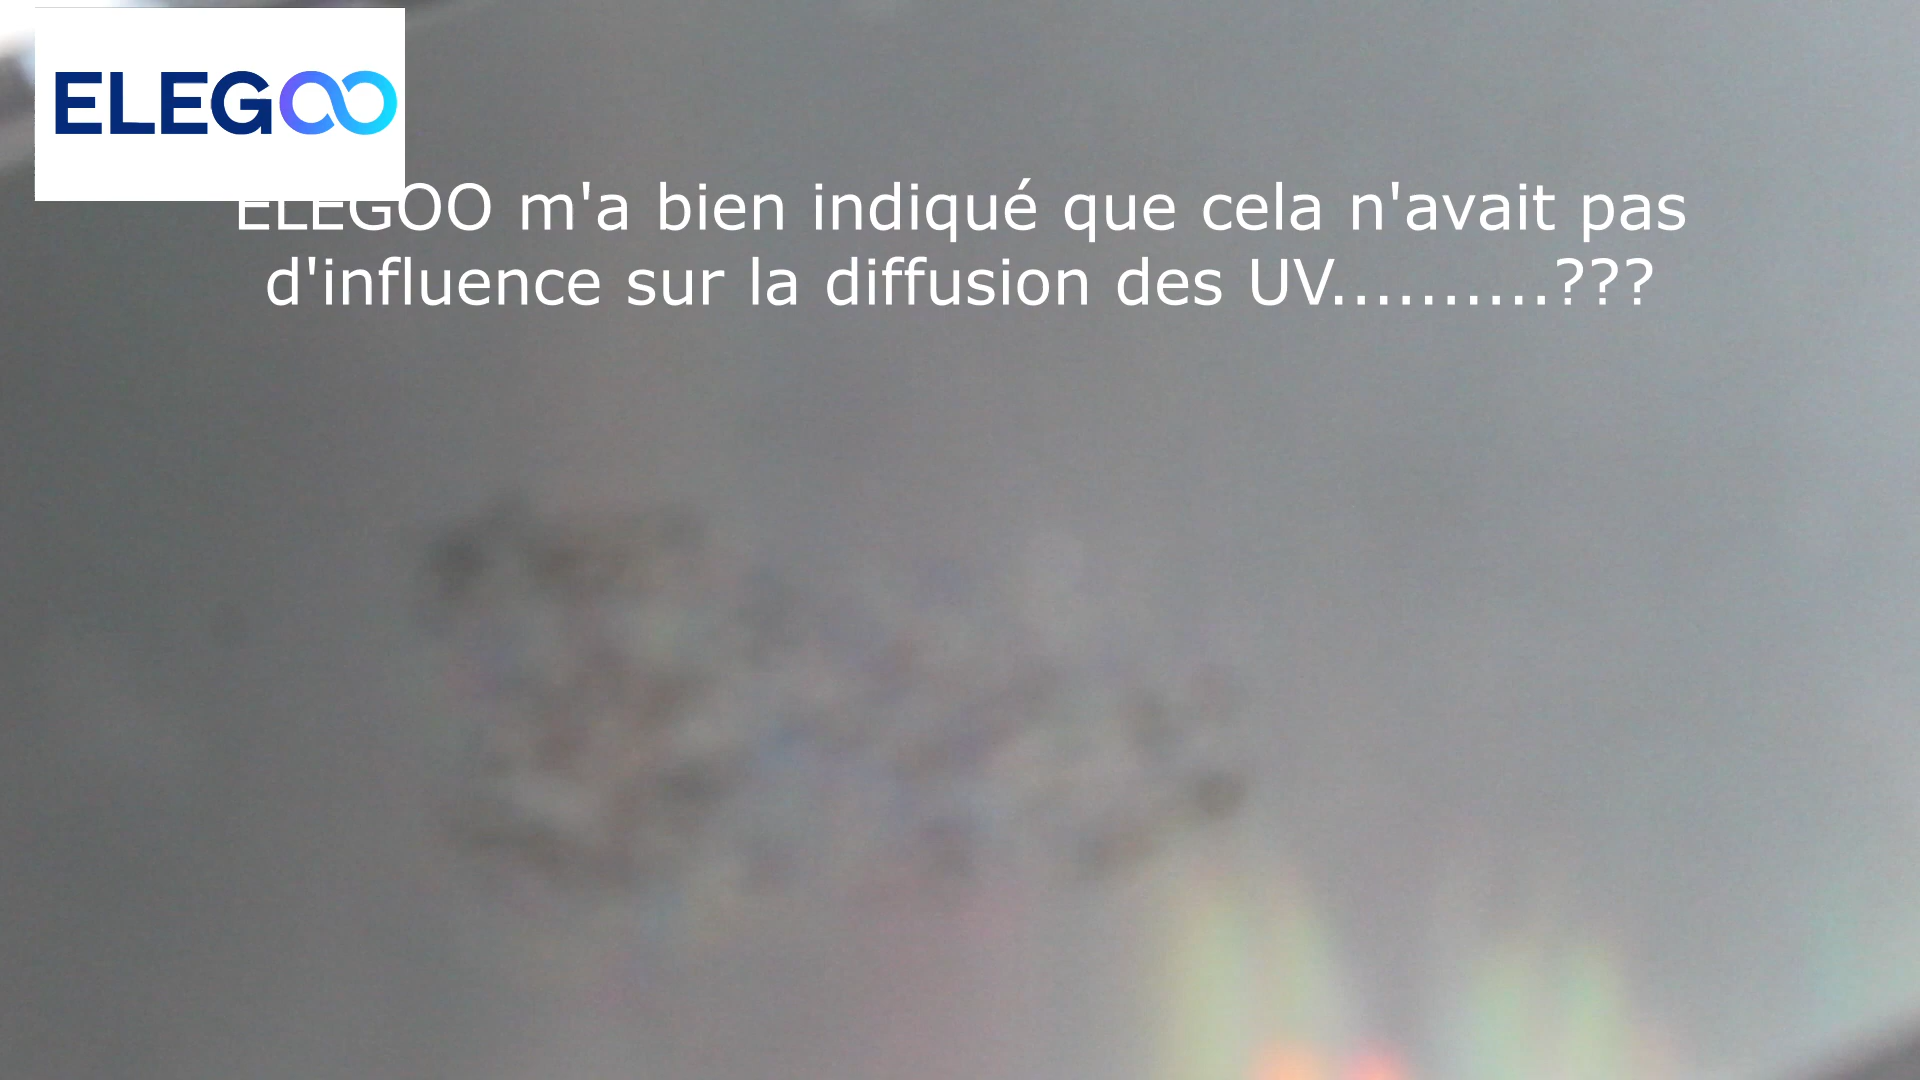 ELEGOO
ELEGOO m'a bien indiqué que cela n'avait pas
d'influence sur la diffusion des UV..........???